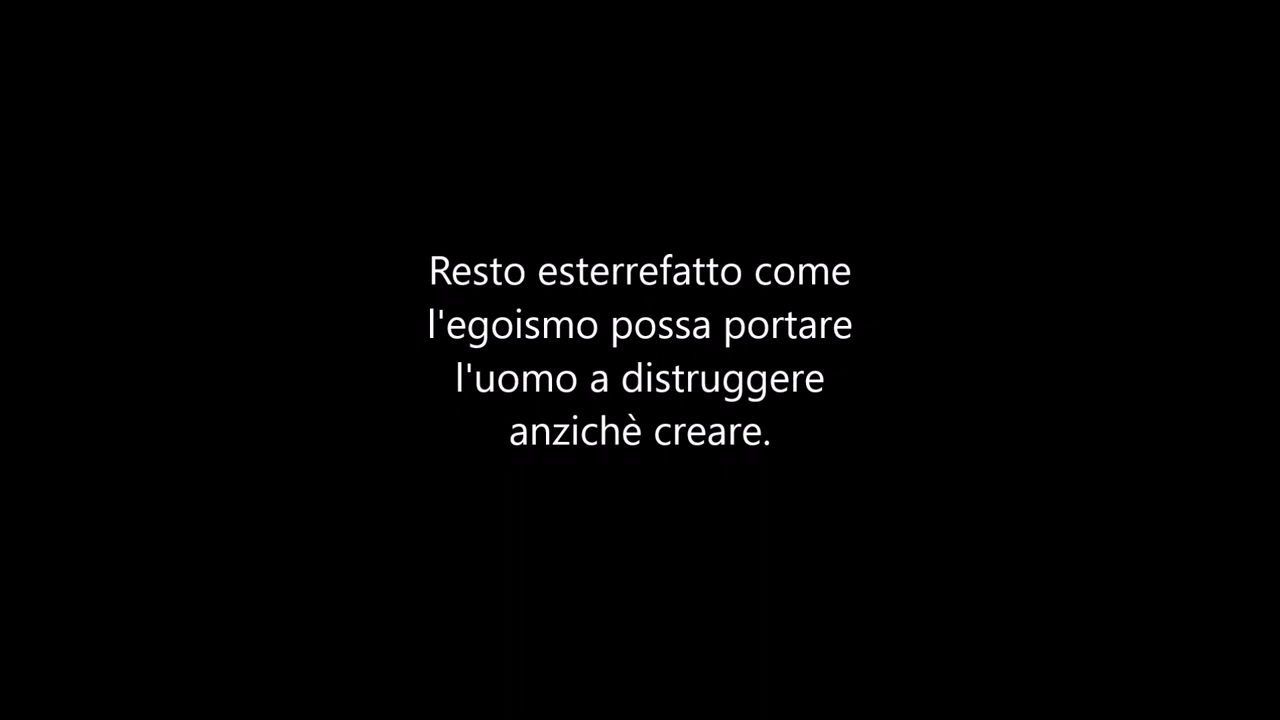 Resto esterrefatto come
l'egoismo possa portare
l'uomo a distruggere
anzichè creare.